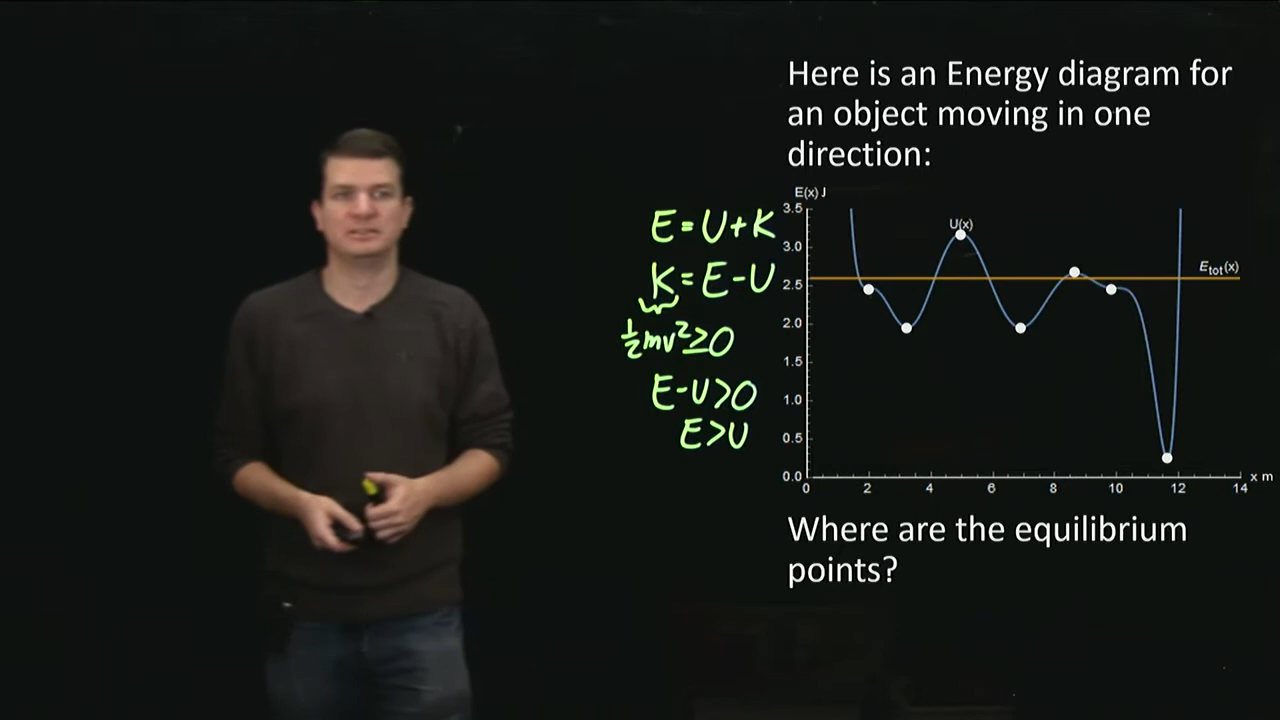 Here is an Energy diagram for
an object moving in one
direction:
E(x) J
3.5
3.0
2.5
2.0
1.5
1.0
0.5
0.0
0 2 4 6 8 10 12 14 x m
U(x)
E_tot(x)
E=U+K
K=E-U
½mv²≥0
E-U>0
E>U
Where are the equilibrium
points?